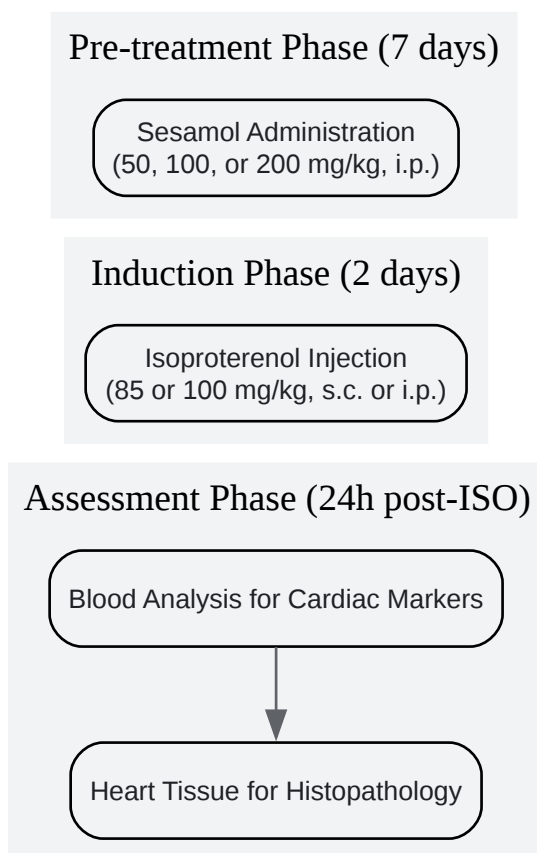 Pre-treatment Phase (7 days)
Sesamol Administration
(50, 100, or 200 mg/kg, i.p.)
Induction Phase (2 days)
Isoproterenol Injection
(85 or 100 mg/kg, s.c. or i.p.)
Assessment Phase (24h post-ISO)
Blood Analysis for Cardiac Markers
Heart Tissue for Histopathology